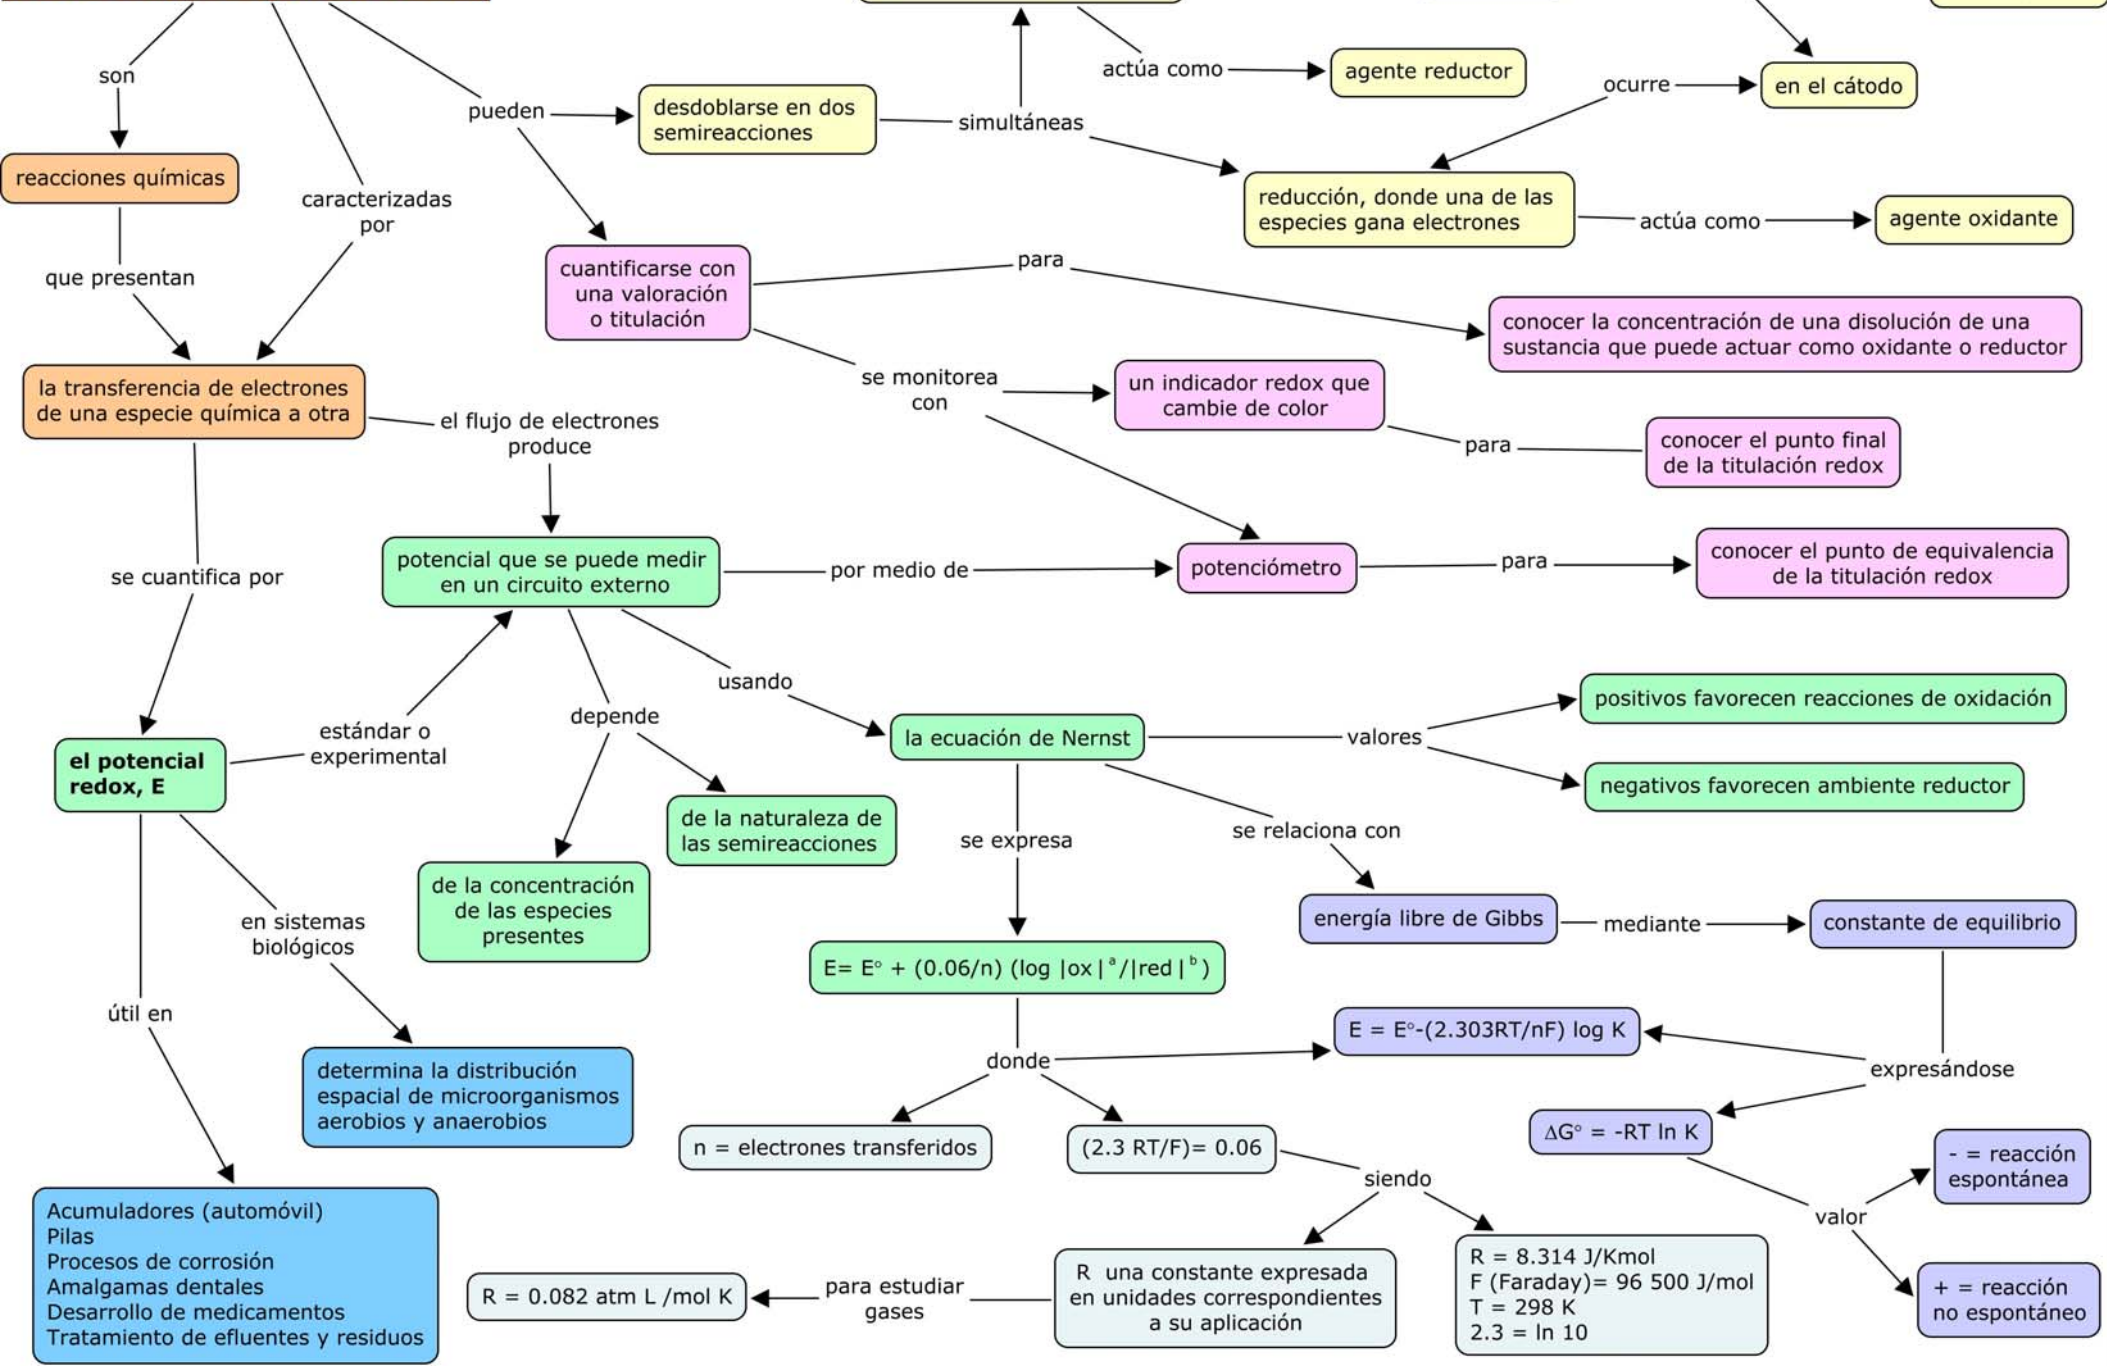 son
pueden
actúa como
agente reductor
ocurre
en el cátodo
desdoblarse en dos
semireacciones
simultáneas
reacciones químicas
caracterizadas
por
reducción, donde una de las
especies gana electrones
actúa como
agente oxidante
que presentan
cuantificarse con
una valoración
o titulación
para
conocer la concentración de una disolución de una
sustancia que puede actuar como oxidante o reductor
la transferencia de electrones
de una especie química a otra
el flujo de electrones
produce
se monitorea
con
un indicador redox que
cambie de color
para
conocer el punto final
de la titulación redox
se cuantifica por
potencial que se puede medir
en un circuito externo
por medio de
potenciómetro
para
conocer el punto de equivalencia
de la titulación redox
usando
depende
estándar o
experimental
el potencial
redox, E
la ecuación de Nernst
valores
positivos favorecen reacciones de oxidación
negativos favorecen ambiente reductor
de la naturaleza de
las semireacciones
se expresa
se relaciona con
de la concentración
de las especies
presentes
en sistemas
biológicos
energía libre de Gibbs
mediante
constante de equilibrio
E= E° + (0.06/n) (log |ox|ᵃ/|red|ᵇ)
útil en
donde
E = E°-(2.303RT/nF) log K
expresándose
determina la distribución
espacial de microorganismos
aerobios y anaerobios
n = electrones transferidos
(2.3 RT/F)= 0.06
ΔG° = -RT ln K
siendo
valor
- = reacción
espontánea
Acumuladores (automóvil)
Pilas
Procesos de corrosión
Amalgamas dentales
Desarrollo de medicamentos
Tratamiento de efluentes y residuos
R = 0.082 atm L /mol K
para estudiar
gases
R una constante expresada
en unidades correspondientes
a su aplicación
R = 8.314 J/Kmol
F (Faraday)= 96 500 J/mol
T = 298 K
2.3 = ln 10
+ = reacción
no espontáneo